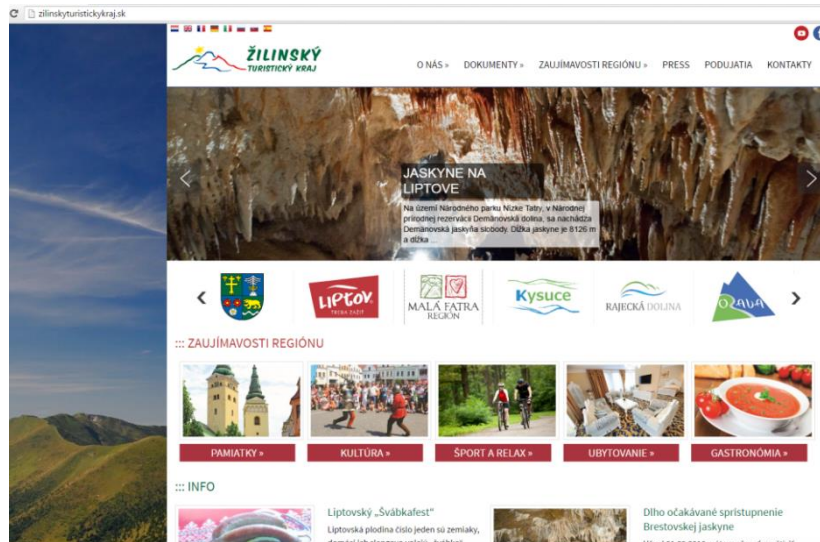 zilinskyturistickykraj.sk
ŽILINSKÝ
TURISTICKÝ KRAJ
O NÁS »
DOKUMENTY »
ZAUJÍMAVOSTI REGIÓNU »
PRESS
PODUJATIA
KONTAKTY
JASKYNE NA
LIPTOVE
Na území Národného parku Nízke Tatry, v Národnej
prírodnej rezervácii Demänovská dolina, sa nachádza
Demänovská jaskyňa slobody. Dĺžka jaskyne je 8126 m
a dĺžka ...
LIPTOV
TREBA ZAŽIŤ
MALÁ FATRA
REGIÓN
Kysuce
RAJECKÁ DOLINA
ORAVA
::: ZAUJÍMAVOSTI REGIÓNU
PAMIATKY »
KULTÚRA »
ŠPORT A RELAX »
UBYTOVANIE »
GASTRONÓMIA »
::: INFO
Liptovský „Švábkafest“
Liptovská plodina číslo jeden sú zemiaky,
Dlho očakávané sprístupnenie
Brestovskej jaskyne